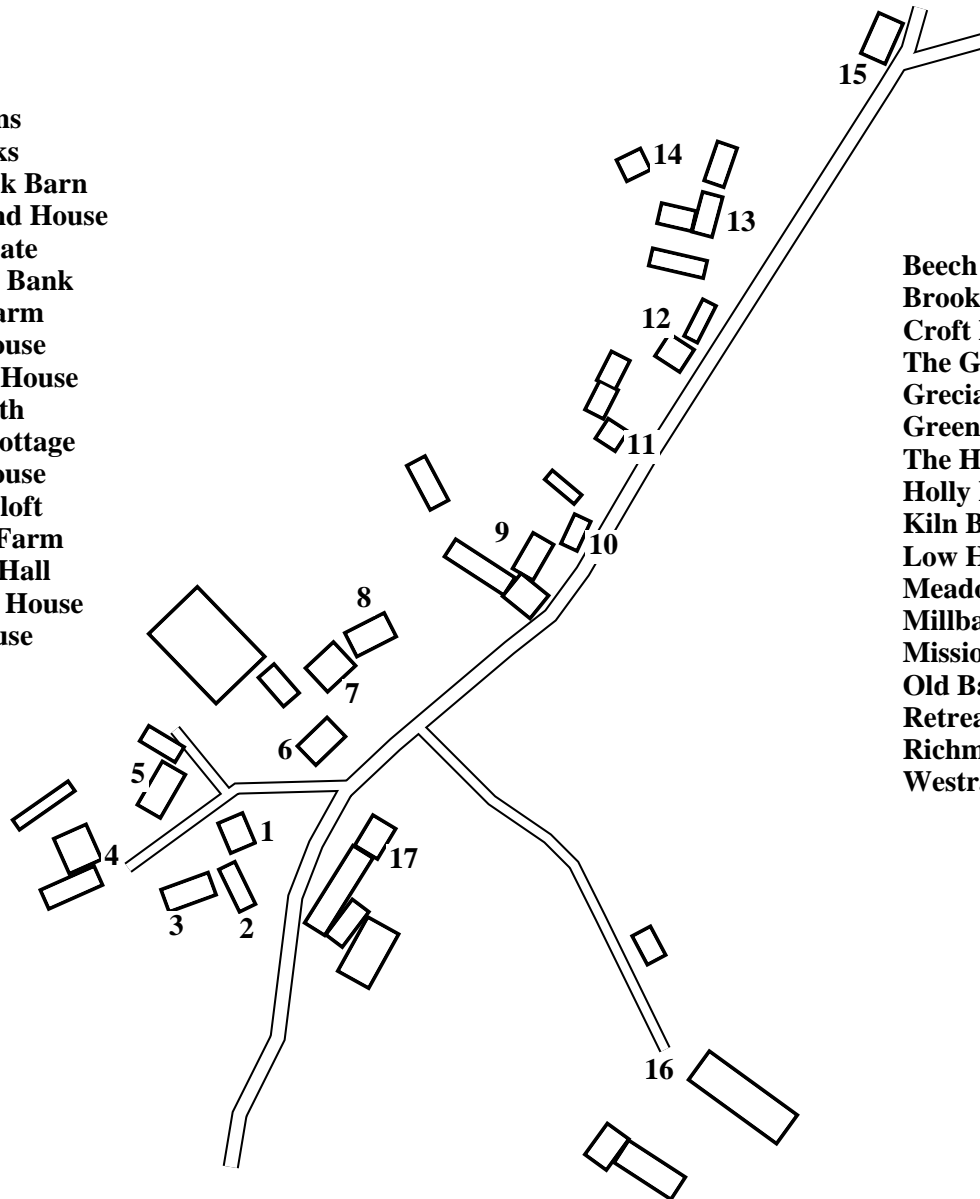 ns
ks
k Barn
nd House
ate
Bank
arm
ouse
House
th
ottage
ouse
loft
Farm
Hall
House
use
15
14
13
12
11
10
9
8
7
6
5
4
1
3
2
17
16
Beech
Brook
Croft
The G
Grecia
Green
The H
Holly
Kiln B
Low H
Meado
Millba
Missio
Old Ba
Retrea
Richm
Westr